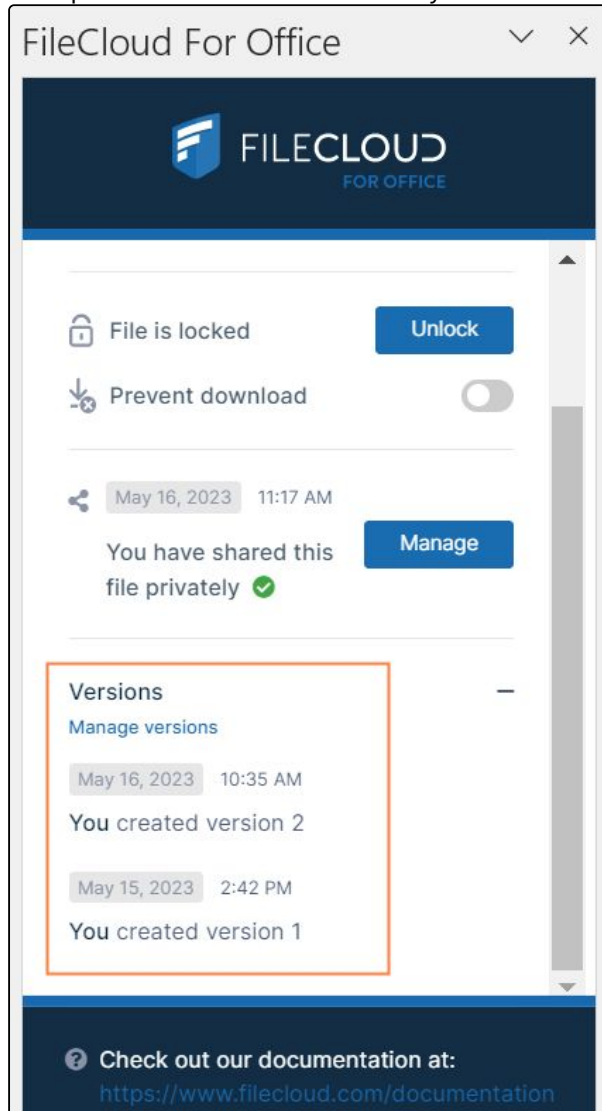 FileCloud For Office
FILECLOUD
FOR OFFICE
File is locked
Unlock
Prevent download
May 16, 2023 11:17 AM
You have shared this
file privately
Manage
Versions
Manage versions
May 16, 2023 10:35 AM
You created version 2
May 15, 2023 2:42 PM
You created version 1
Check out our documentation at:
https://www.filecloud.com/documentation